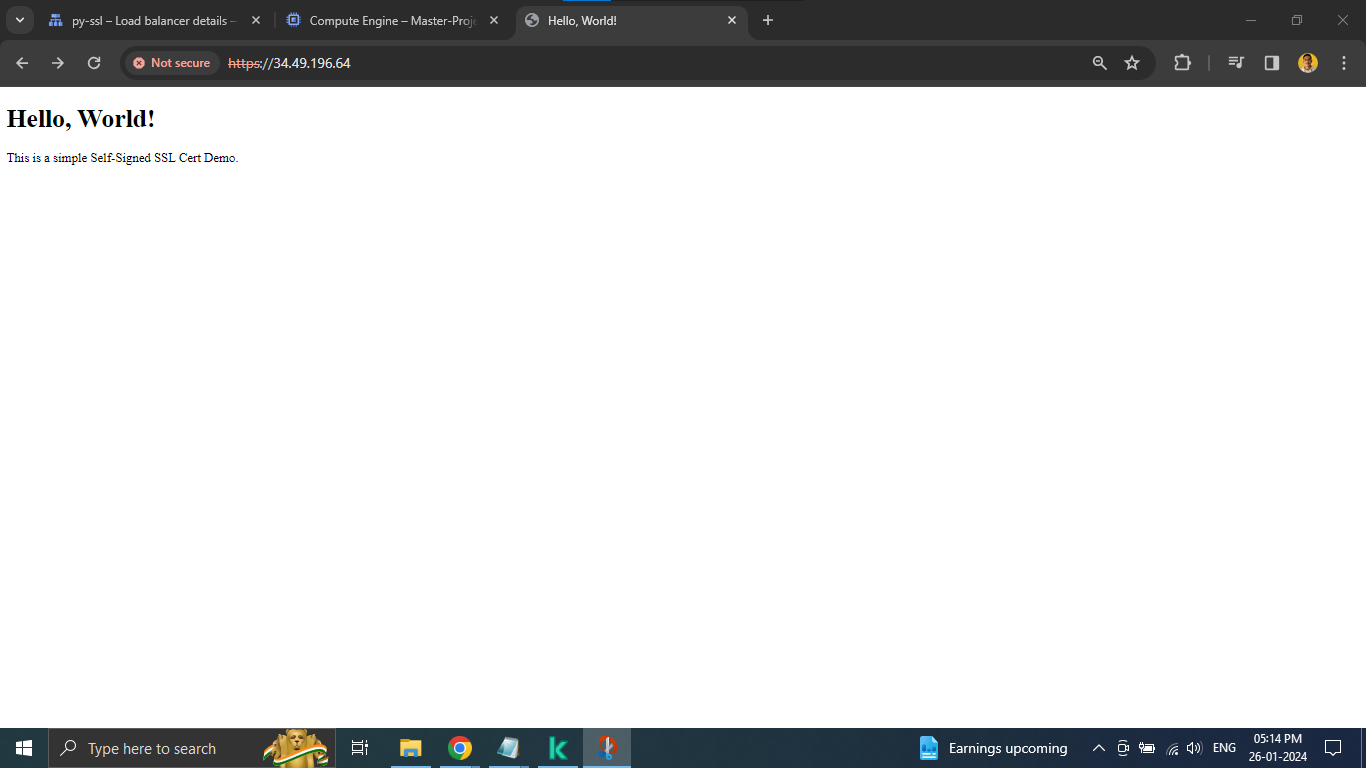 py-ssl – Load balancer details –
Compute Engine – Master-Proje
Hello, World!
Not secure
https://34.49.196.64
Hello, World!
This is a simple Self-Signed SSL Cert Demo.
Type here to search
Earnings upcoming
ENG
05:14 PM
26-01-2024